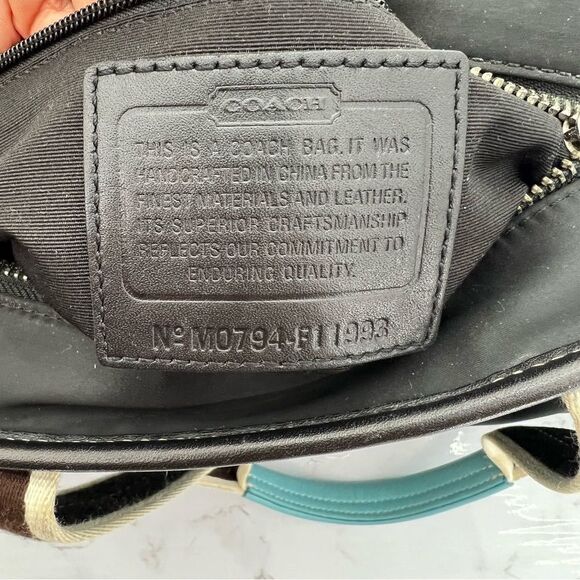 COACH
THIS IS A COACH BAG. IT WAS
HANDCRAFTED IN CHINA FROM THE
FINEST MATERIALS AND LEATHER.
ITS SUPERIOR CRAFTSMANSHIP
REFLECTS OUR COMMITMENT TO
ENDURING QUALITY.
Nº M0794-F11993